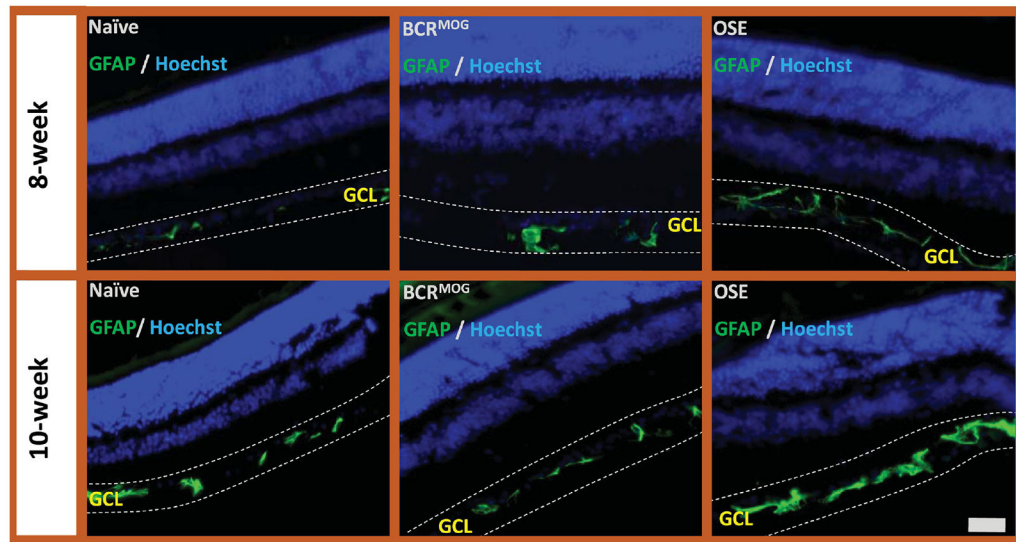 8-week
Naïve
GFAP / Hoechst
GCL
BCRMOG
GFAP / Hoechst
GCL
OSE
GFAP / Hoechst
GCL
10-week
Naïve
GFAP/ Hoechst
GCL
BCRMOG
GFAP / Hoechst
GCL
OSE
GFAP / Hoechst
GCL